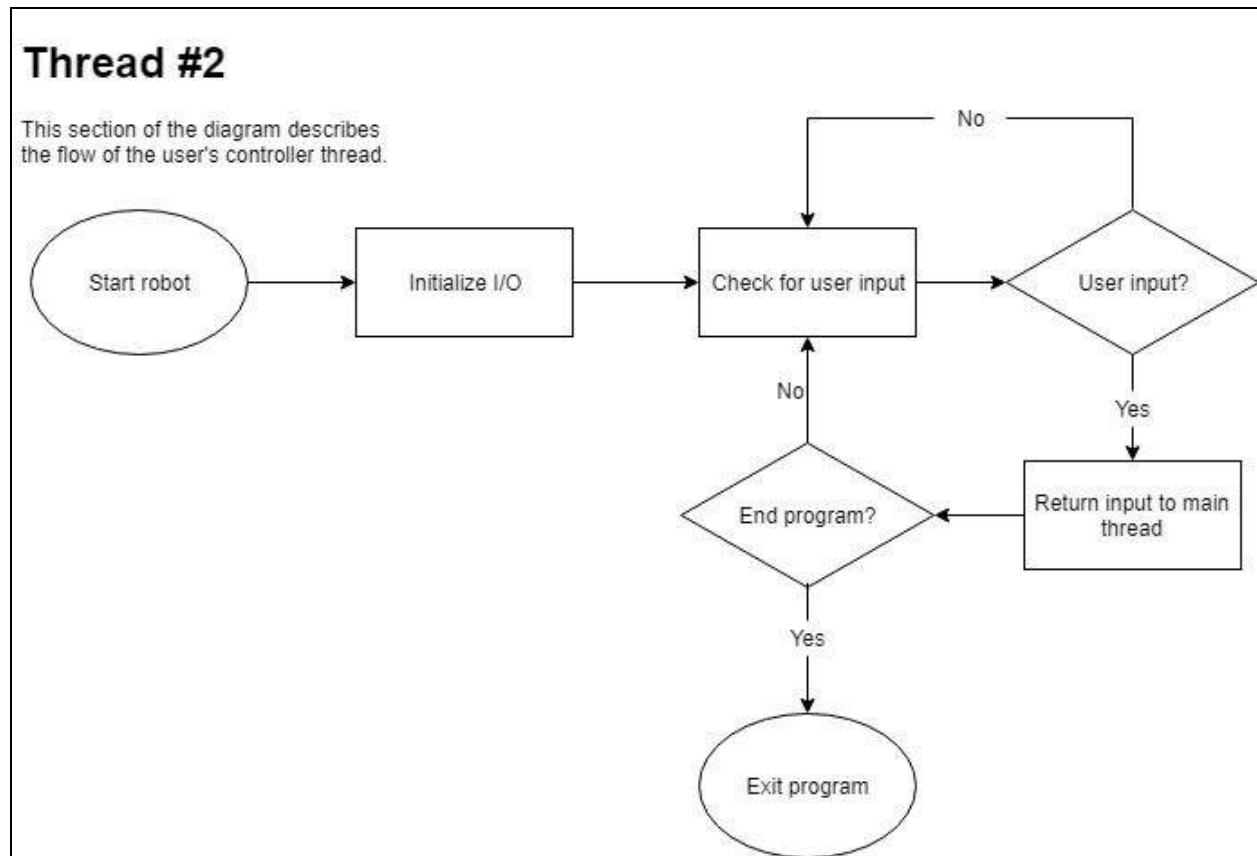 Thread #2
This section of the diagram describes
the flow of the user's controller thread.
No
Start robot
Initialize I/O
Check for user input
User input?
No
Yes
End program?
Return input to main
thread
Yes
Exit program